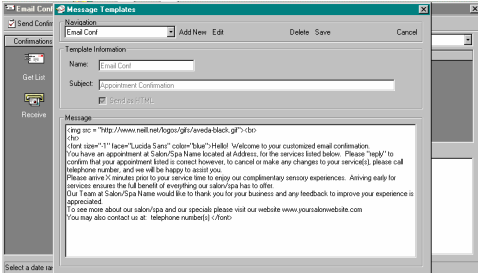 Email Conf
Message Templates
Send Confir
Confirmations
Get List
Receive
Select a date rar
Navigation
Email Conf
Add New Edit Delete Save Cancel
Template Information
Name: Email Conf
Subject: Appointment Confirmation
Send as HTML
Message
<img src = "http://www.neill.net/logos/gifs/aveda-black.gif"><br>
<hr>
<font size="-1" face="Lucida Sans" color="blue">Hello! Welcome to your customized email confirmation.
You have an appointment at Salon/Spa Name located at Address, for the services listed below. Please "reply" to
confirm that your appointment listed is correct however, to cancel or make any changes to your service(s), please call
telephone number, and we will be happy to assist you.
Please arrive X minutes prior to your service time to enjoy our complimentary sensory experiences. Arriving early for
services ensures the full benefit of everything our salon/spa has to offer.
Our Team at Salon/Spa Name would like to thank you for your business and any feedback to improve your experience is
appreciated.
To see more about our salon/spa and our specials please visit our website www.yoursalonwebsite.com
You may also contact us at: telephone number(s) </font>